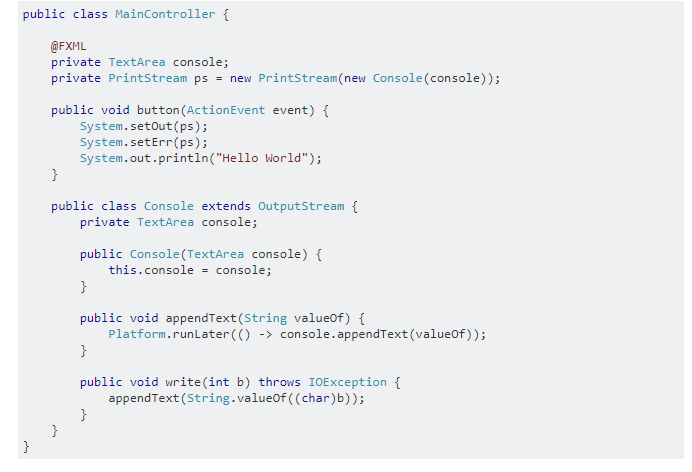 public class MainController {
@FXML
private TextArea console;
private PrintStream ps = new PrintStream(new Console(console));
public void button(ActionEvent event) {
System.setOut(ps);
System.setErr(ps);
System.out.println("Hello World");
}
public class Console extends OutputStream {
private TextArea console;
public Console(TextArea console) {
this.console = console;
}
public void appendText(String valueOf) {
Platform.runLater(() -> console.appendText(valueOf));
}
public void write(int b) throws IOException {
appendText(String.valueOf((char)b));
}
}
}